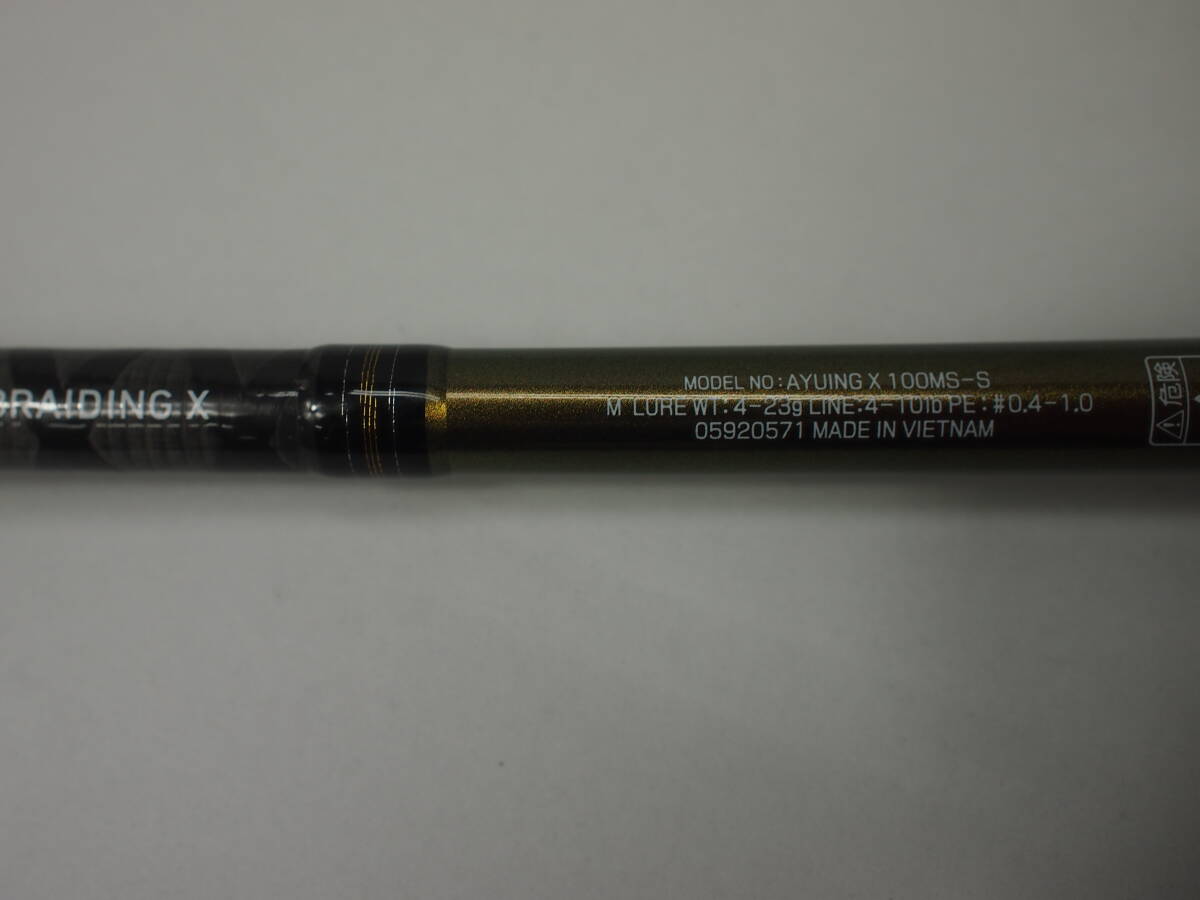 BRAIDING X
MODEL NO : AYUING X 100MS-S
M LURE WT : 4-23g LINE : 4-10lb PE : #0.4-1.0
05920571 MADE IN VIETNAM
危険